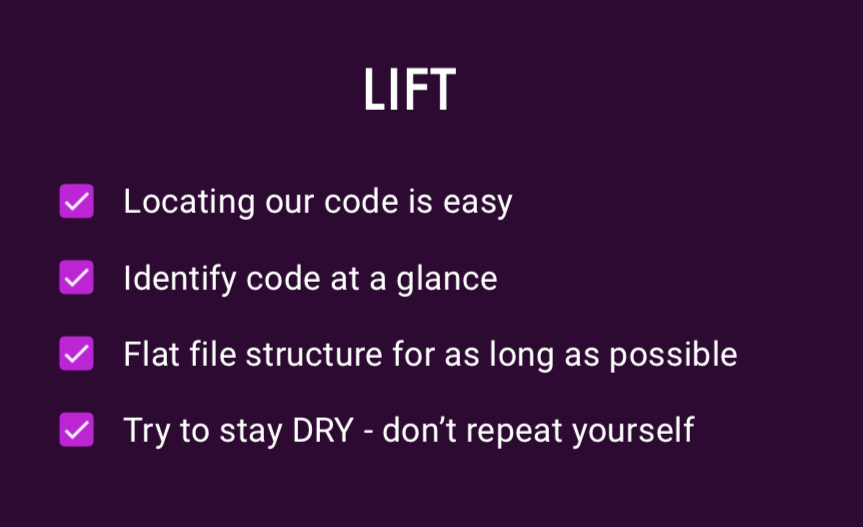 LIFT
Locating our code is easy
Identify code at a glance
Flat file structure for as long as possible
Try to stay DRY - don’t repeat yourself